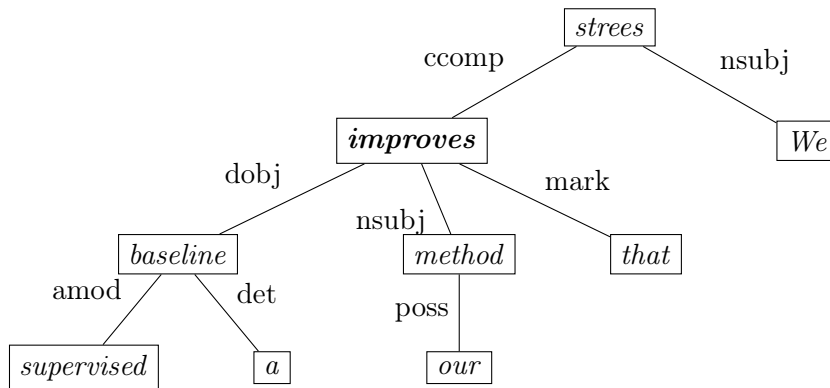 strees
ccomp nsubj
improves We
dobj nsubj mark
baseline method that
amod det poss
supervised a our